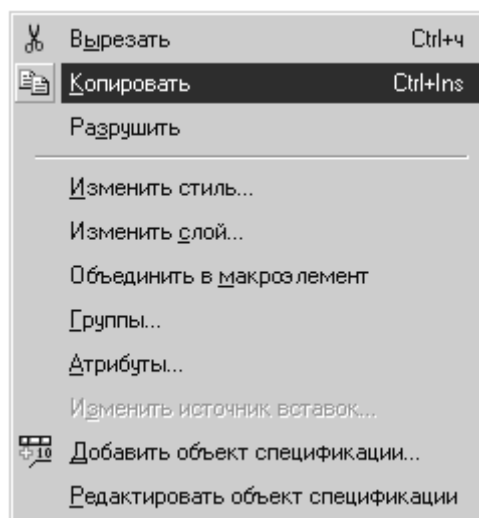 Вырезать Ctrl+ч
Копировать Ctrl+Ins
Разрушить
Изменить стиль...
Изменить слой...
Объединить в макроэлемент
Группы...
Атрибуты...
Изменить источник вставок...
10 Добавить объект спецификации...
Редактировать объект спецификации